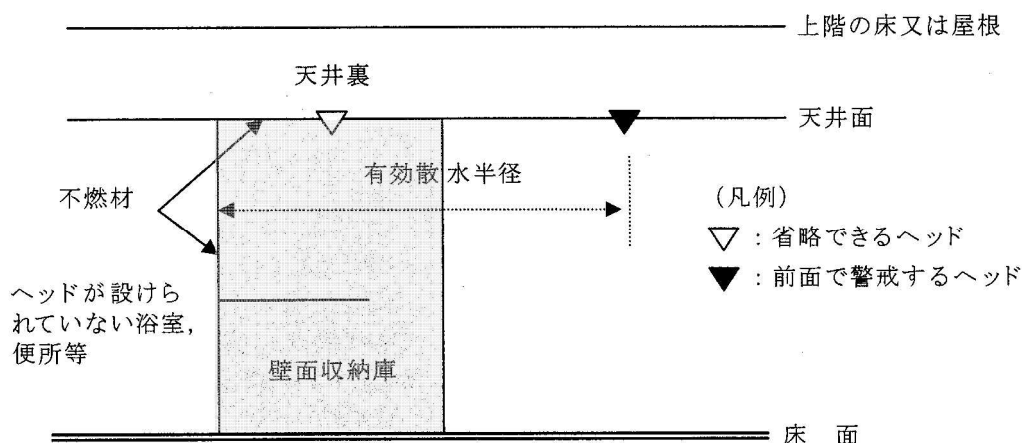 上階の床又は屋根
天井裏
天井面
有効散水半径
不燃材
(凡例)
▽：省略できるヘッド
▼：前面で警戒するヘッド
ヘッドが設けら
れていない浴室，
便所等
壁面収納庫
床　面